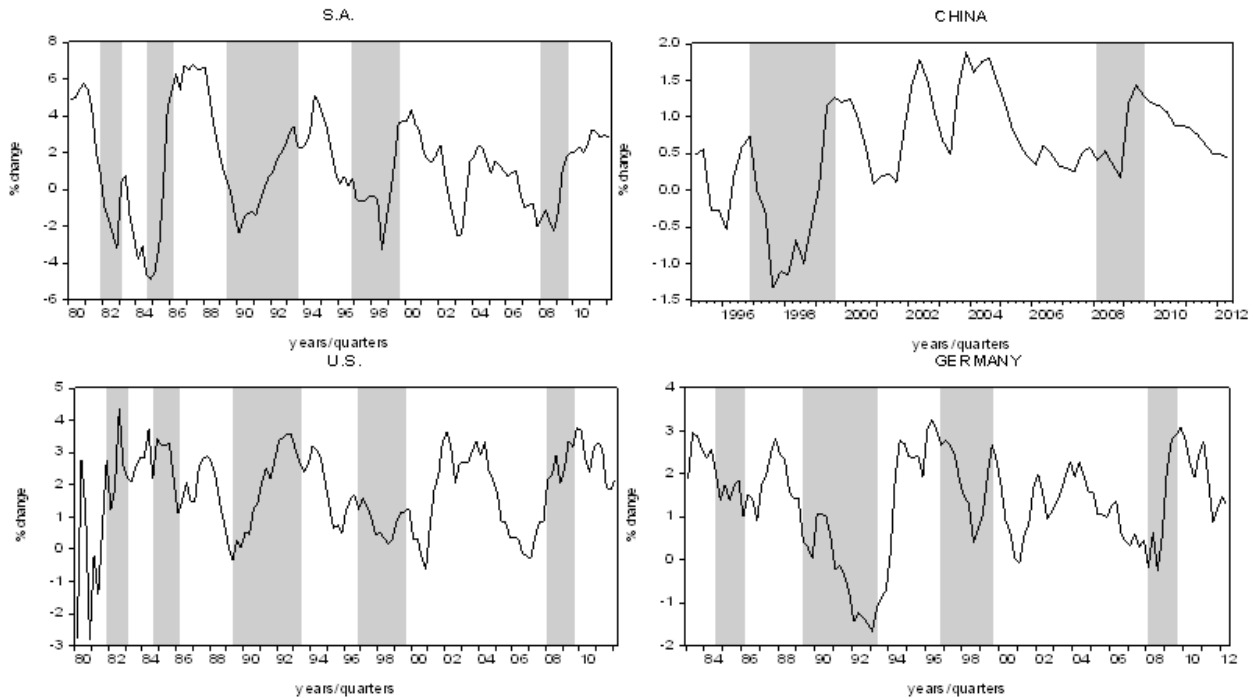 S.A.
8
6
4
2
0
-2
-4
-6
% change
80 82 84 86 88 90 92 94 96 98 00 02 04 06 08 10
years/quarters
CHINA
2.0
1.5
1.0
0.5
0.0
-0.5
-1.0
-1.5
% change
1996 1998 2000 2002 2004 2006 2008 2010 2012
years/quarters
U.S.
5
4
3
2
1
0
-1
-2
-3
% change
80 82 84 86 88 90 92 94 96 98 00 02 04 06 08 10
years/quarters
GERMANY
4
3
2
1
0
-1
-2
% change
84 86 88 90 92 94 96 98 00 02 04 06 08 10 12
years/quarters